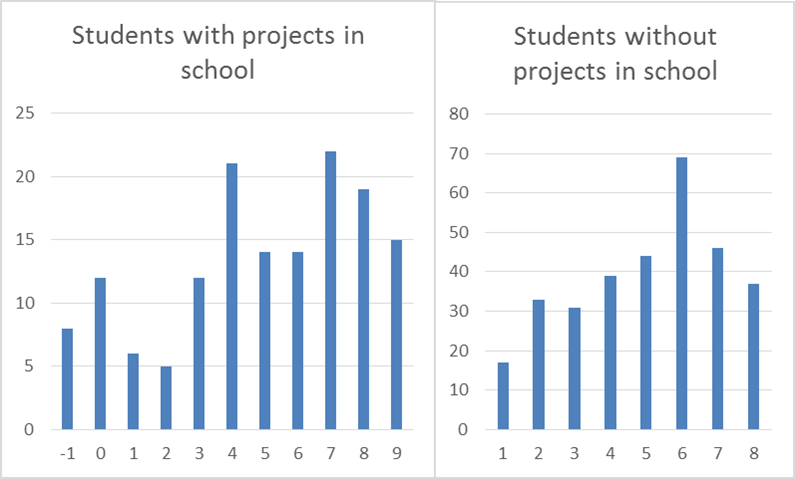 Students with projects in
school
25
20
15
10
5
0
-1 0 1 2 3 4 5 6 7 8 9
Students without
projects in school
80
70
60
50
40
30
20
10
0
1 2 3 4 5 6 7 8